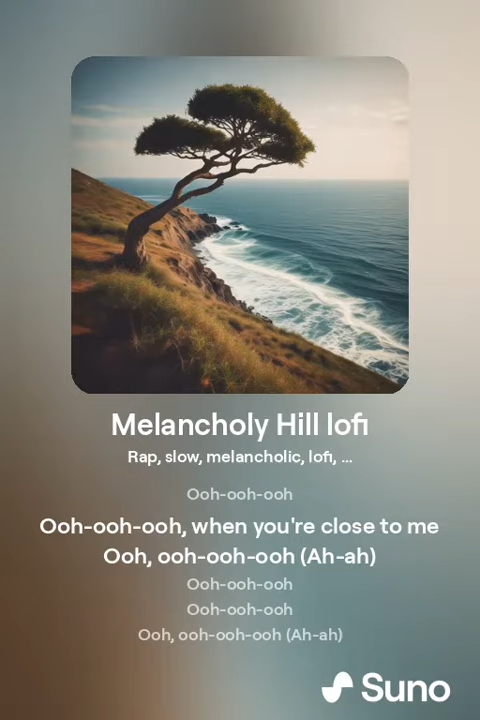 Melancholy Hill lofi
Rap, slow, melancholic, lofi, ...
Ooh-ooh-ooh
Ooh-ooh-ooh, when you're close to me
Ooh, ooh-ooh-ooh (Ah-ah)
Ooh-ooh-ooh
Ooh-ooh-ooh
Ooh, ooh-ooh-ooh (Ah-ah)
Suno